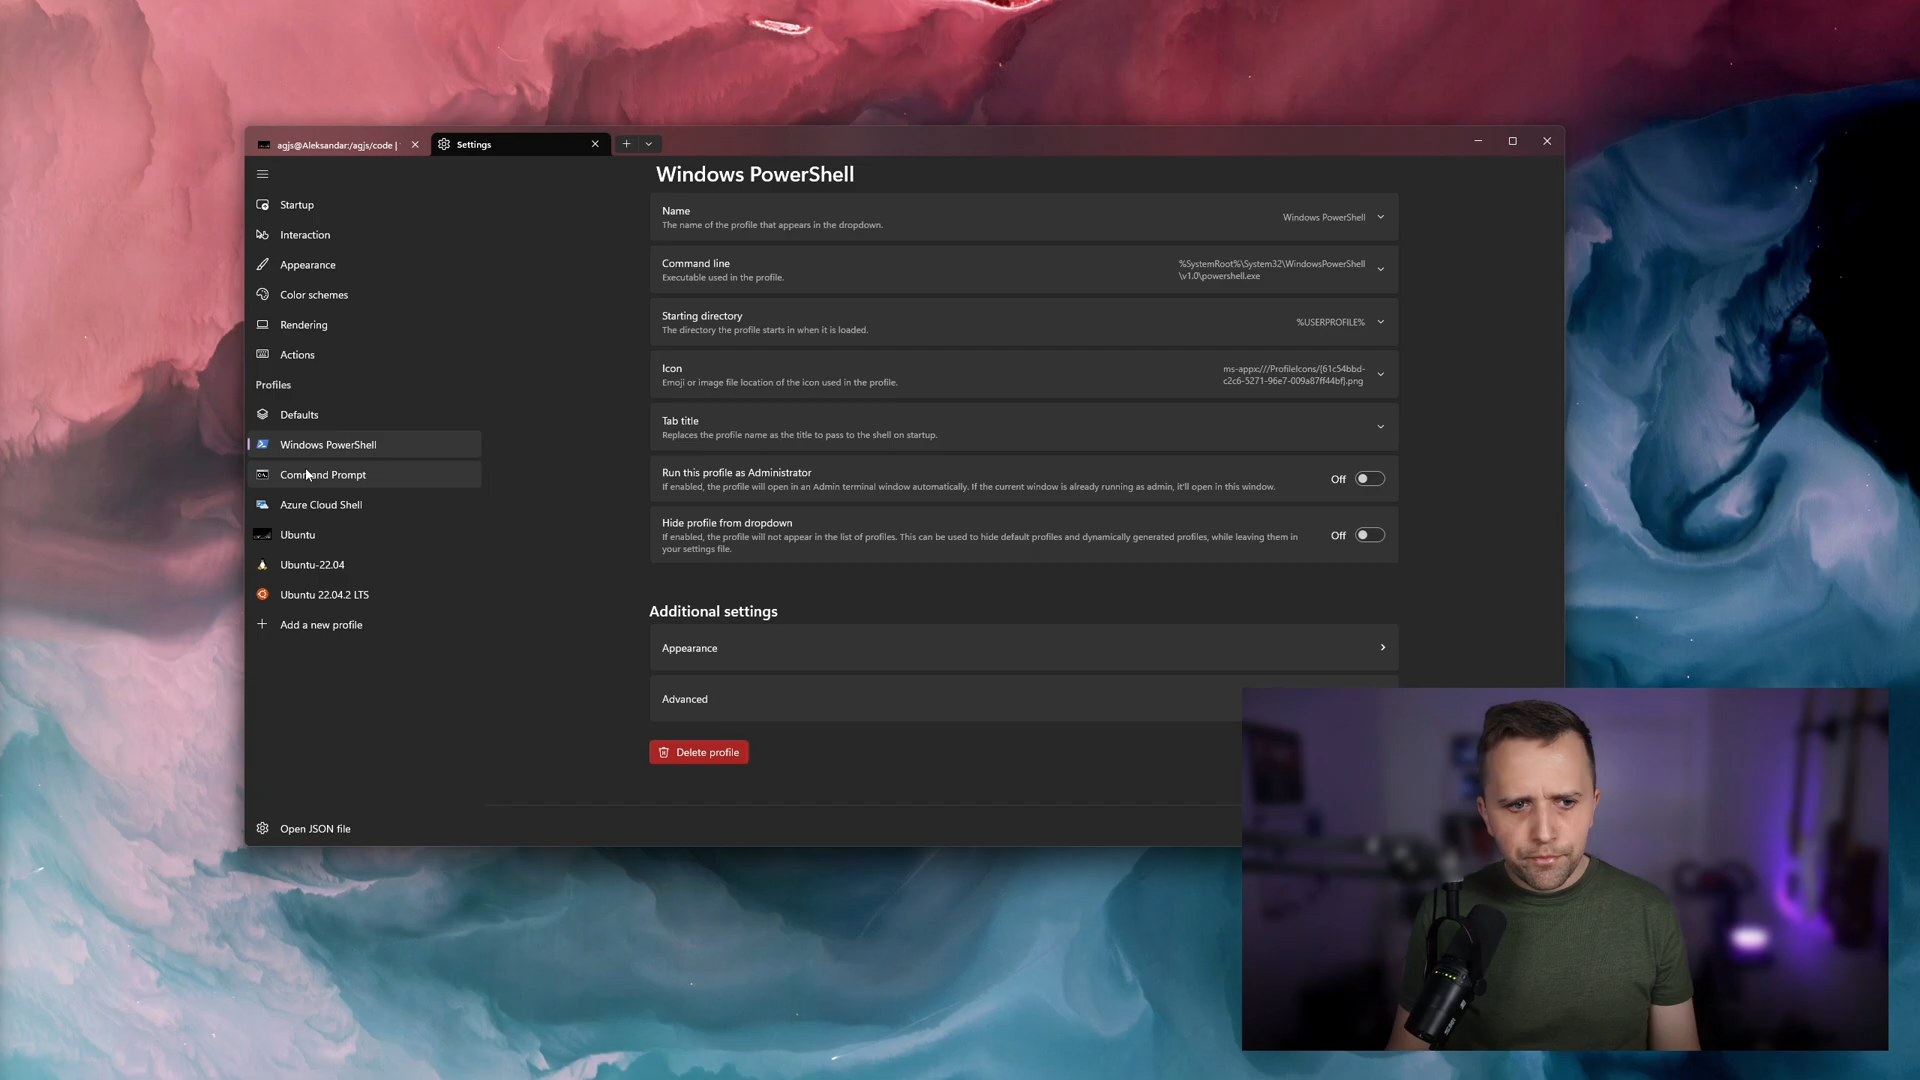 agjs@Aleksandar:/agjs/code |
Settings
Startup
Interaction
Appearance
Color schemes
Rendering
Actions
Profiles
Defaults
Windows PowerShell
Command Prompt
Azure Cloud Shell
Ubuntu
Ubuntu-22.04
Ubuntu 22.04.2 LTS
Add a new profile
Open JSON file
Windows PowerShell
Name
The name of the profile that appears in the dropdown.
Windows PowerShell
Command line
Executable used in the profile.
%SystemRoot%\System32\WindowsPowerShell
\v1.0\powershell.exe
Starting directory
The directory the profile starts in when it is loaded.
%USERPROFILE%
Icon
Emoji or image file location of the icon used in the profile.
ms-appx:///ProfileIcons/{61c54bbd-
c2c6-5271-96e7-009a87ff44bf}.png
Tab title
Replaces the profile name as the title to pass to the shell on startup.
Run this profile as Administrator
If enabled, the profile will open in an Admin terminal window automatically. If the current window is already running as admin, it'll open in this window.
Off
Hide profile from dropdown
If enabled, the profile will not appear in the list of profiles. This can be used to hide default profiles and dynamically generated profiles, while leaving them in
your settings file.
Off
Additional settings
Appearance
Advanced
Delete profile